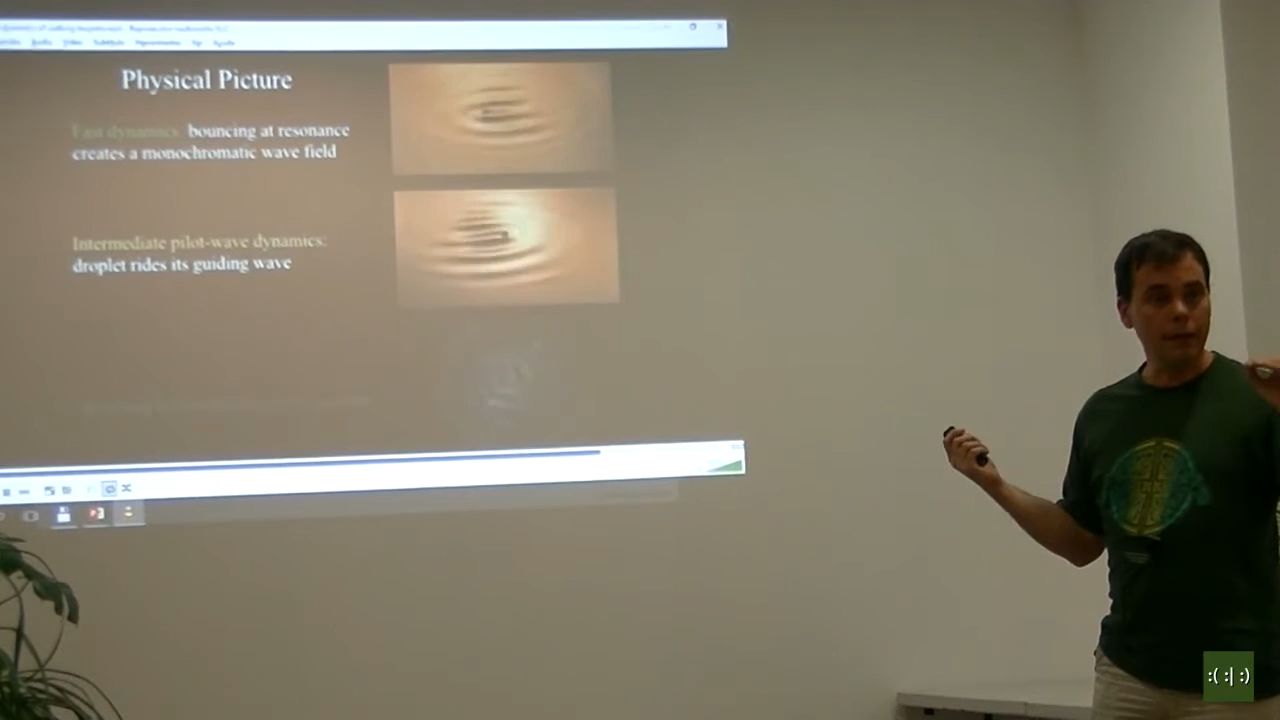 Physical Picture
Fast dynamics: bouncing at resonance
creates a monochromatic wave field
Intermediate pilot-wave dynamics:
droplet rides its guiding wave
:( :| :)